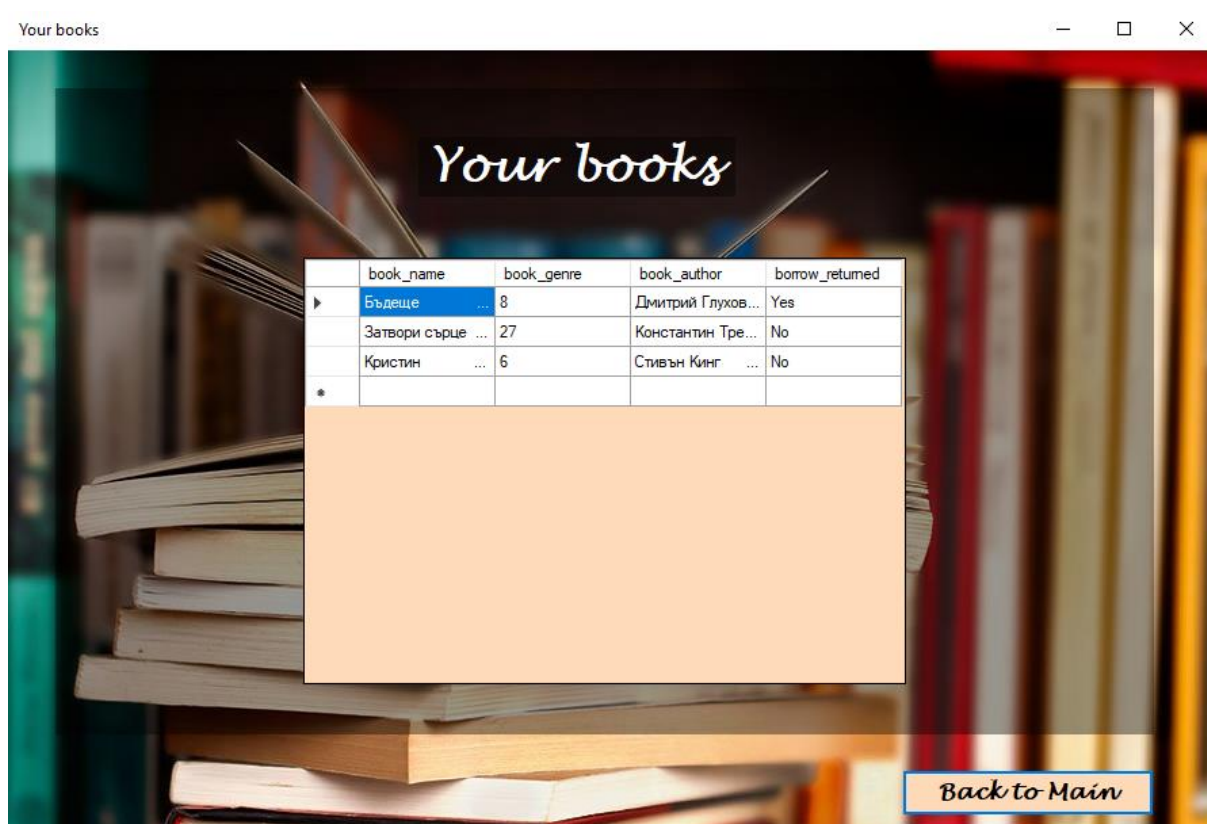 Your books
Your books
book_name book_genre book_author borrow_returned
Бъдеще ... 8 Дмитрий Глухов... Yes
Затвори сърце ... 27 Константин Тре... No
Кристин ... 6 Стивън Кинг ... No
Back to Main